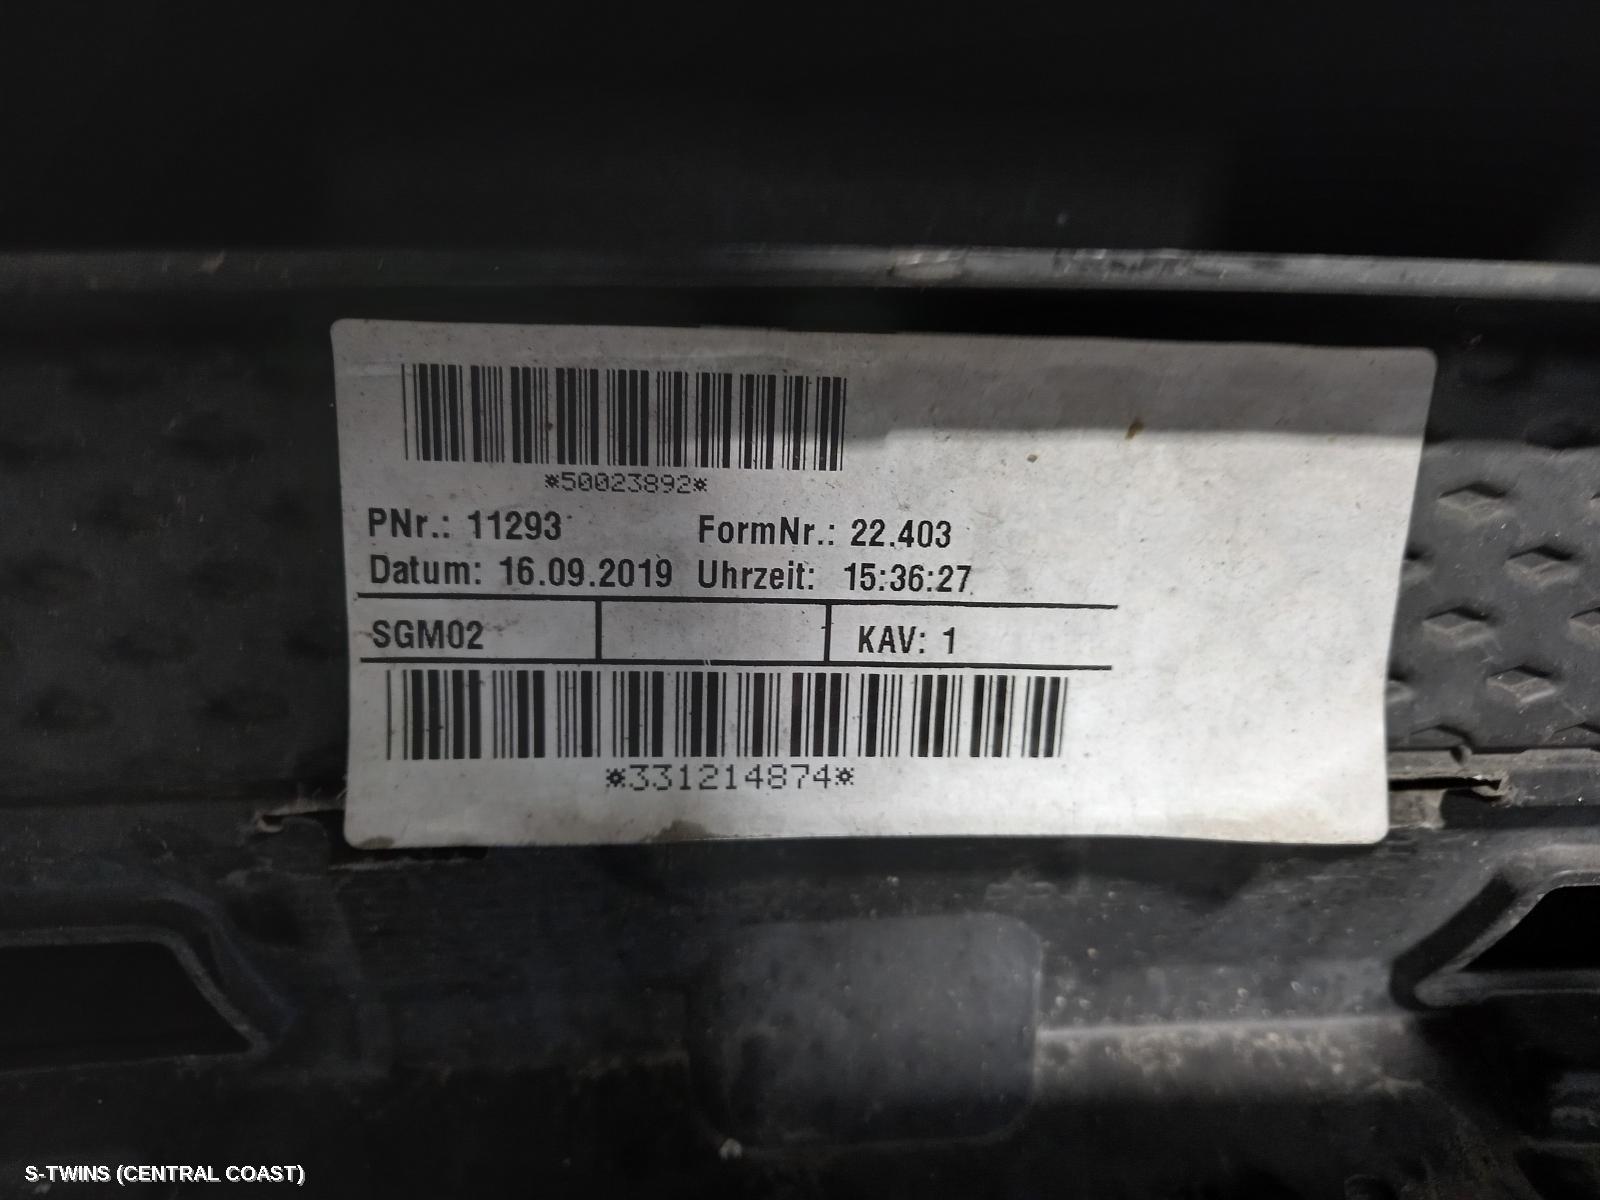 *50023892*
PNr.: 11293 FormNr.: 22.403
Datum: 16.09.2019 Uhrzeit: 15:36:27
SGM02 KAV: 1
*331214874*
S-TWINS (CENTRAL COAST)